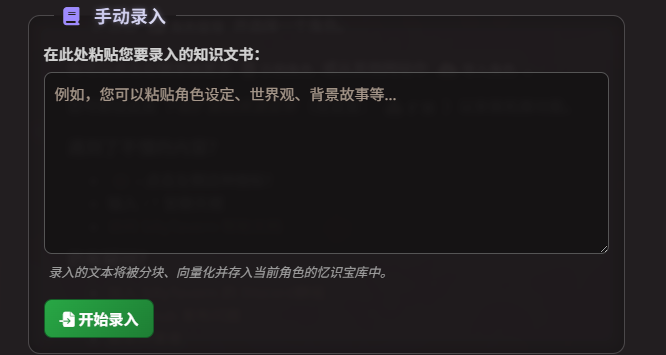 手动录入
在此处粘贴您要录入的知识文书：
例如，您可以粘贴角色设定、世界观、背景故事等...
录入的文本将被分块、向量化并存入当前角色的忆识宝库中。
开始录入